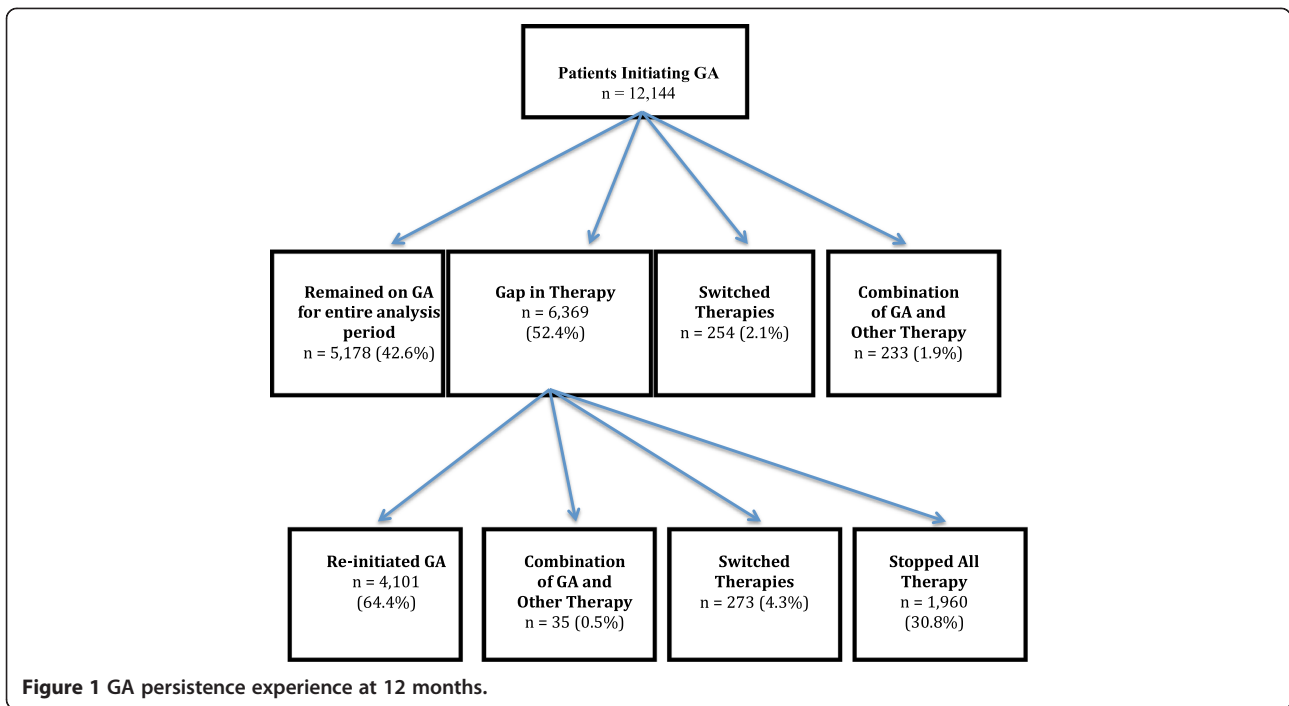 Patients Initiating GA
n = 12,144
Remained on GA
for entire analysis
period
n = 5,178 (42.6%)
Gap in Therapy
n = 6,369
(52.4%)
Switched
Therapies
n = 254 (2.1%)
Combination
of GA and
Other Therapy
n = 233 (1.9%)
Re-initiated GA
n = 4,101
(64.4%)
Combination
of GA and
Other Therapy
n = 35 (0.5%)
Switched
Therapies
n = 273 (4.3%)
Stopped All
Therapy
n = 1,960
(30.8%)
Figure 1 GA persistence experience at 12 months.